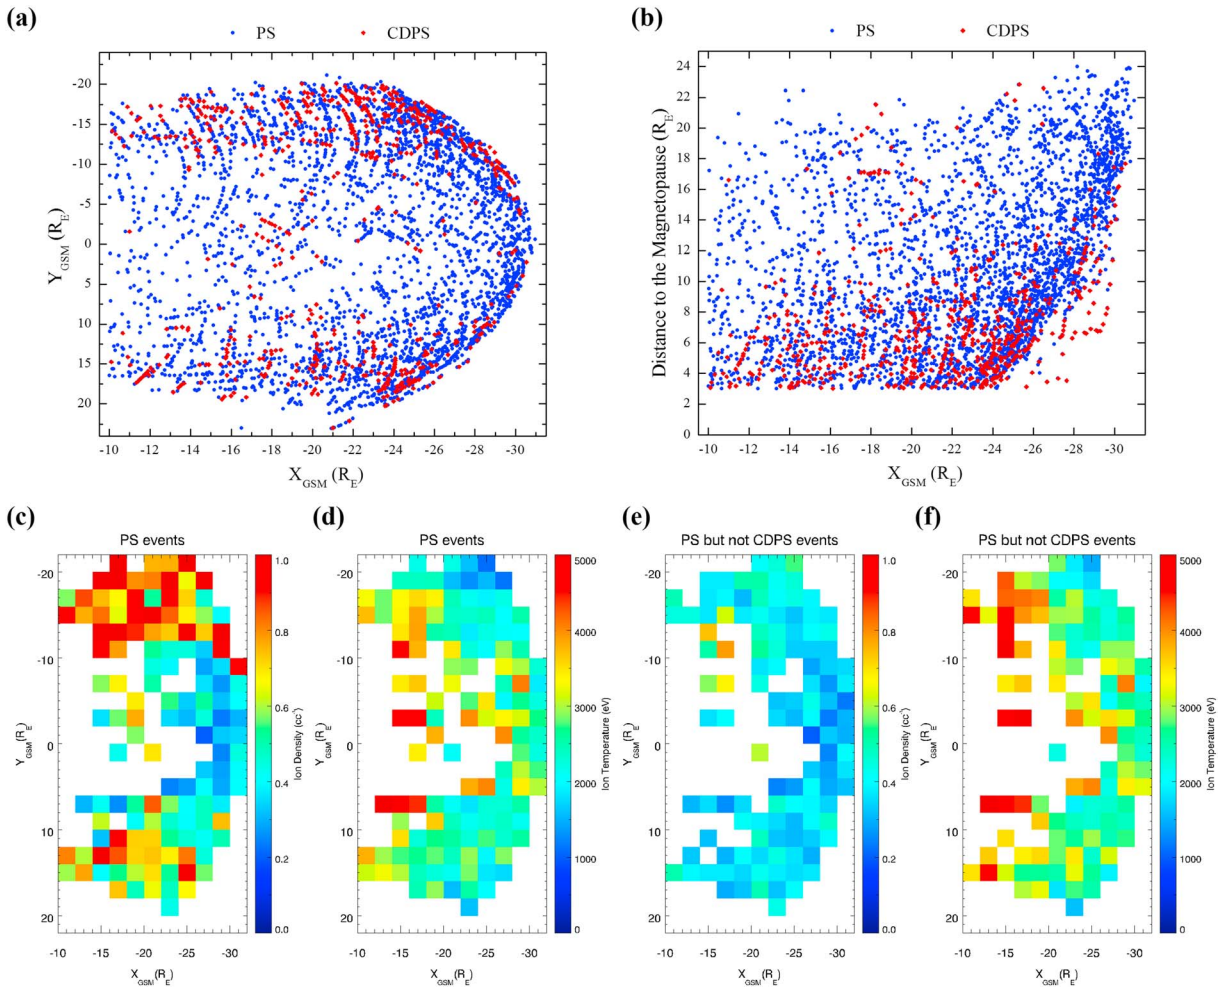 (a)
PS CDPS
-20
-15
-10
-5
0
5
10
15
20
Y_GSM (R_E)
-10 -12 -14 -16 -18 -20 -22 -24 -26 -28 -30
X_GSM (R_E)
(b)
PS CDPS
24
22
20
18
16
14
12
10
8
6
4
2
0
Distance to the Magnetopause (R_E)
-10 -12 -14 -16 -18 -20 -22 -24 -26 -28 -30
X_GSM (R_E)
(c)
PS events
-20
-10
0
10
20
Y_GSM(R_E)
-10 -15 -20 -25 -30
X_GSM(R_E)
1.0
0.8
0.6
0.4
0.2
0.0
Ion Density (cc⁻)
(d)
PS events
-20
-10
0
10
20
Y_GSM(R_E)
-10 -15 -20 -25 -30
X_GSM(R_E)
5000
4000
3000
2000
1000
0
Ion Temperature (eV)
(e)
PS but not CDPS events
-20
-10
0
10
20
Y_GSM(R_E)
-10 -15 -20 -25 -30
X_GSM(R_E)
1.0
0.8
0.6
0.4
0.2
0.0
Ion Density (cc⁻)
(f)
PS but not CDPS events
-20
-10
0
10
20
Y_GSM(R_E)
-10 -15 -20 -25 -30
X_GSM(R_E)
5000
4000
3000
2000
1000
0
Ion Temperature (eV)